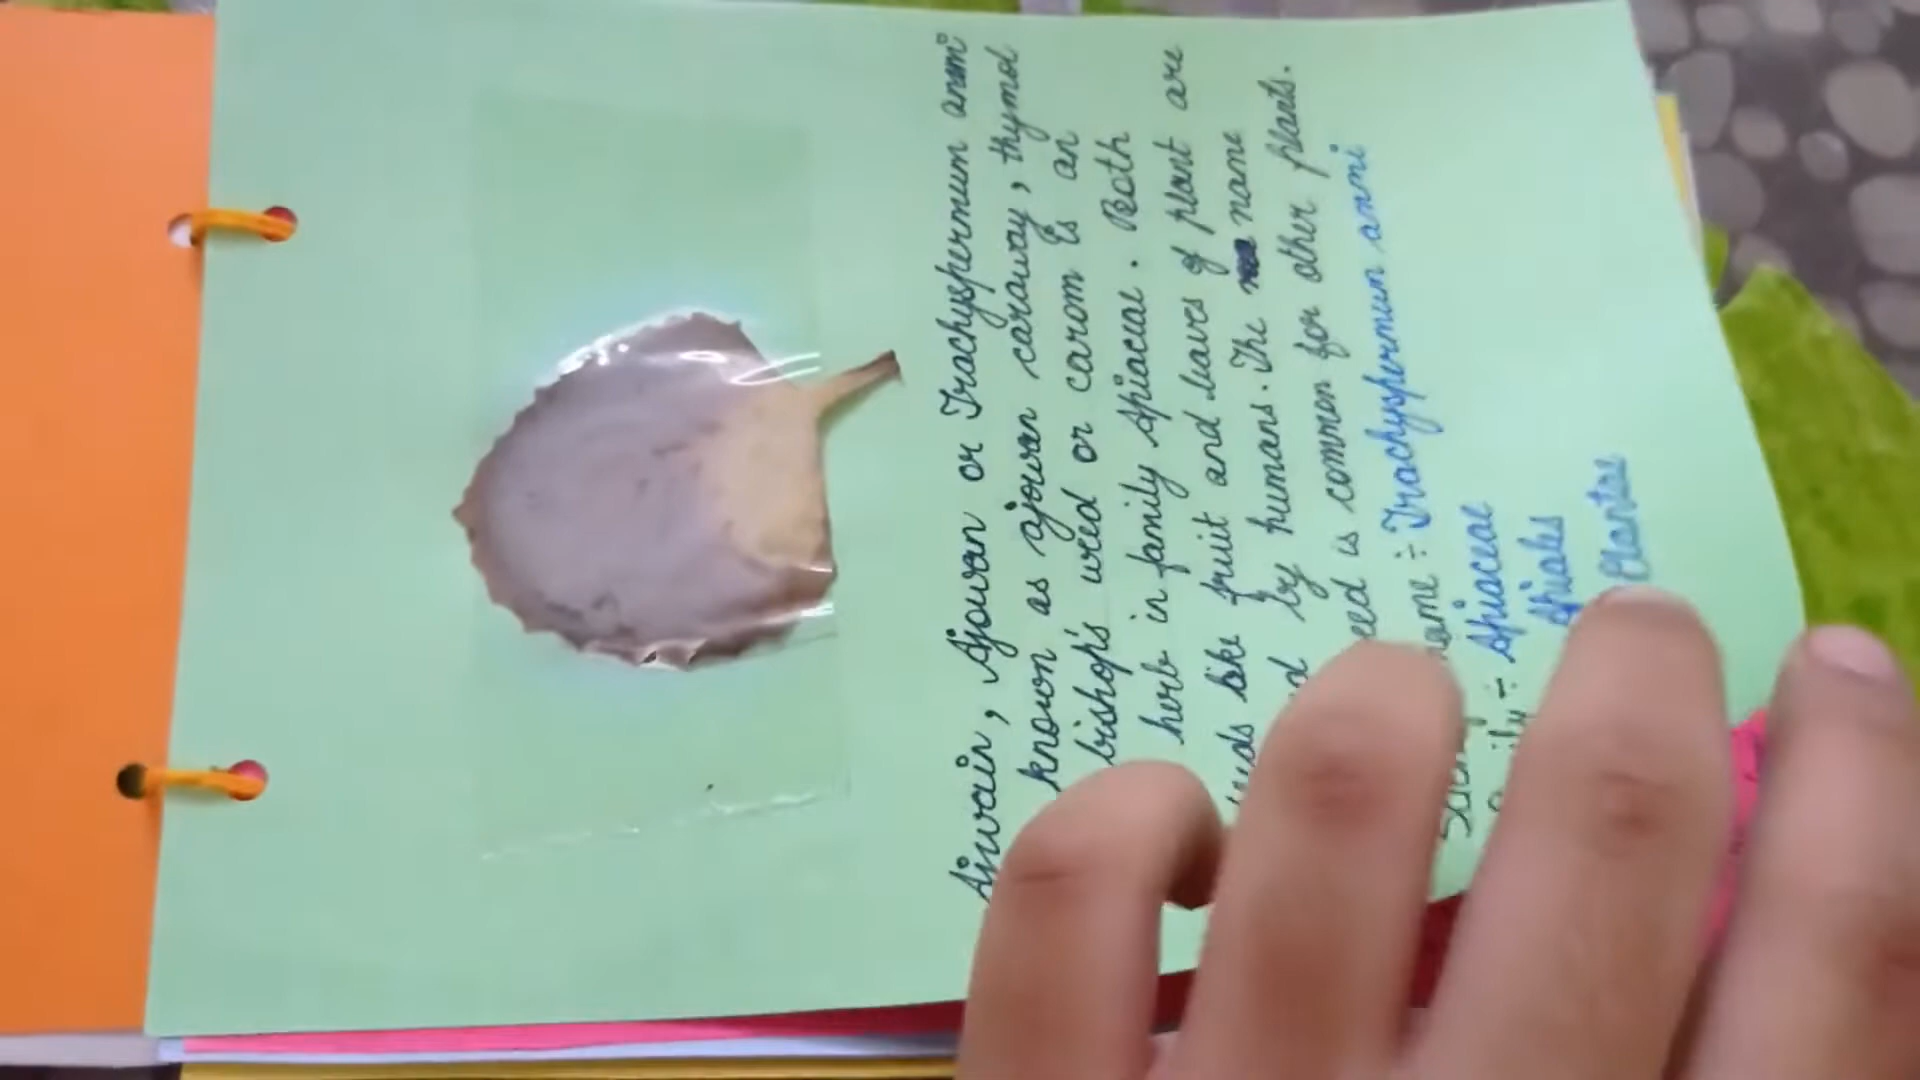 Ajwain, Ajowan or Trachyspermum ammi
known as ajowan caraway, thymol
bishop's weed or carom is an
herb in family Apiaceae. Both
like fruit and leaves of plant are
by humans. The name
is common for other plants.
÷ Trachyspermum ammi
÷ Apiaceae
Apiales
Plantae